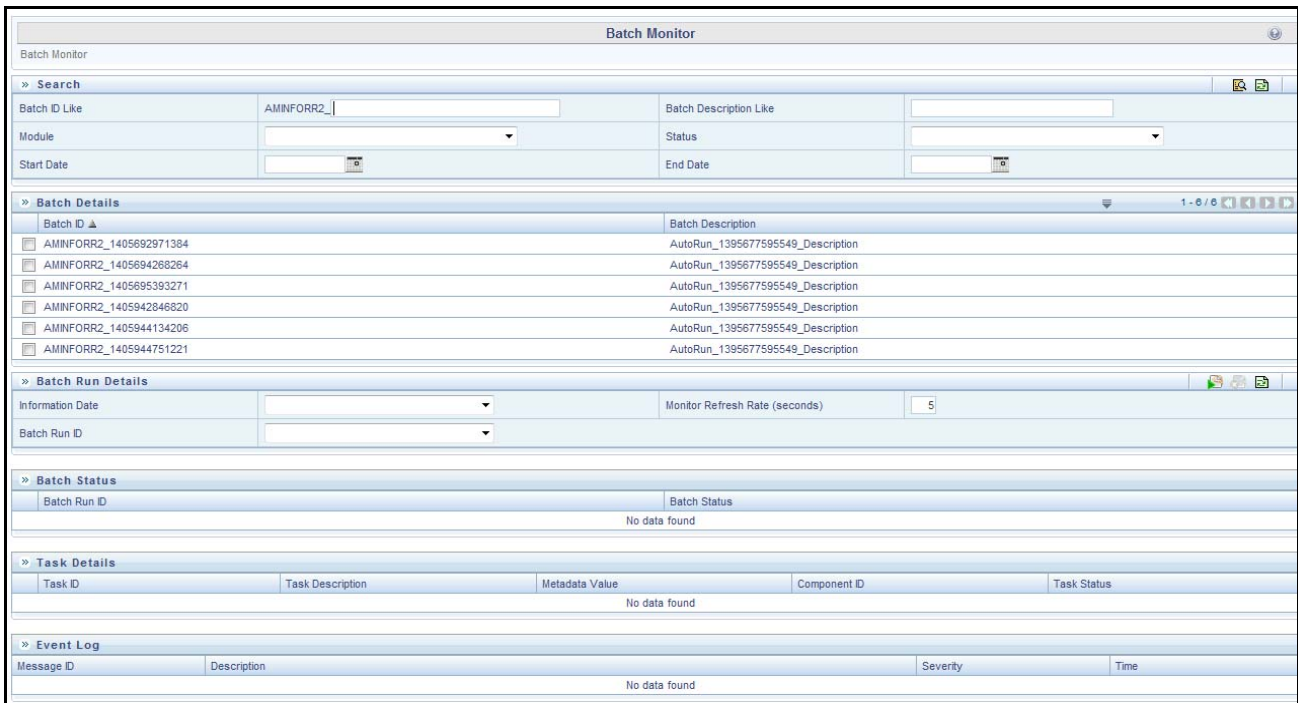 Batch Monitor
Batch Monitor
» Search
Batch ID Like AMINFORR2_ Batch Description Like
Module Status
Start Date End Date
» Batch Details 1-6/6
Batch ID Batch Description
AMINFORR2_1405692971384 AutoRun_1395677595549_Description
AMINFORR2_1405694268264 AutoRun_1395677595549_Description
AMINFORR2_1405695393271 AutoRun_1395677595549_Description
AMINFORR2_1405942846820 AutoRun_1395677595549_Description
AMINFORR2_1405944134206 AutoRun_1395677595549_Description
AMINFORR2_1405944751221 AutoRun_1395677595549_Description
» Batch Run Details
Information Date Monitor Refresh Rate (seconds) 5
Batch Run ID
» Batch Status
Batch Run ID Batch Status
No data found
» Task Details
Task ID Task Description Metadata Value Component ID Task Status
No data found
» Event Log
Message ID Description Severity Time
No data found